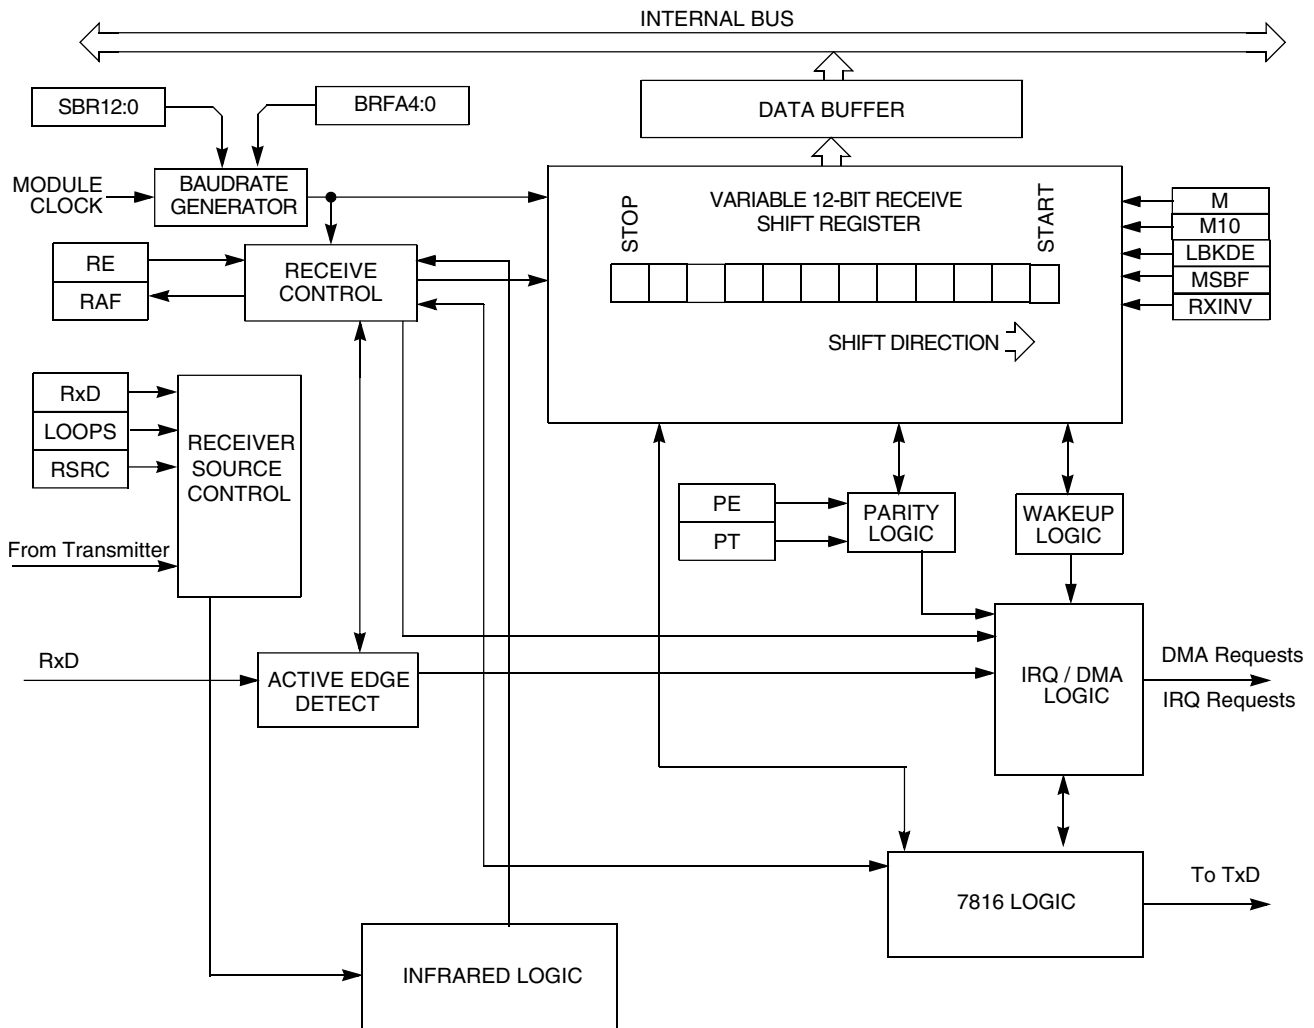 INTERNAL BUS
SBR12:0
BRFA4:0
DATA BUFFER
MODULE
CLOCK
BAUDRATE
GENERATOR
STOP
VARIABLE 12-BIT RECEIVE
SHIFT REGISTER
START
M
M10
LBKDE
MSBF
RXINV
RE
RAF
RECEIVE
CONTROL
SHIFT DIRECTION
RxD
LOOPS
RSRC
RECEIVER
SOURCE
CONTROL
From Transmitter
PE
PT
PARITY
LOGIC
WAKEUP
LOGIC
RxD
ACTIVE EDGE
DETECT
IRQ / DMA
LOGIC
DMA Requests
IRQ Requests
7816 LOGIC
To TxD
INFRARED LOGIC